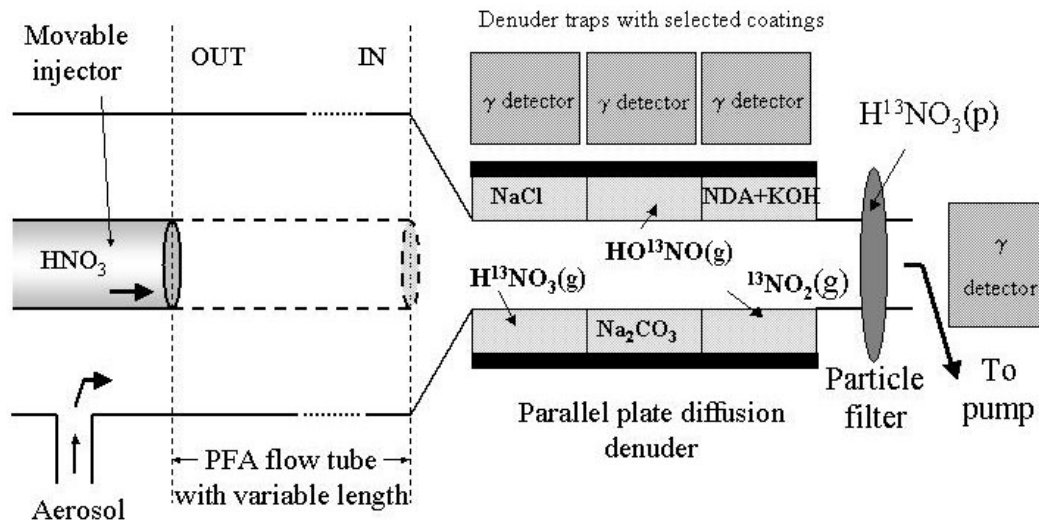 Denuder traps with selected coatings
Movable
injector
OUT
IN
γ detector
γ detector
γ detector
H¹³NO₃(p)
NaCl
NDA+KOH
HNO₃
HO¹³NO(g)
γ
detector
H¹³NO₃(g)
¹³NO₂(g)
Na₂CO₃
Particle
filter
To
pump
Parallel plate diffusion
denuder
PFA flow tube
with variable length
Aerosol